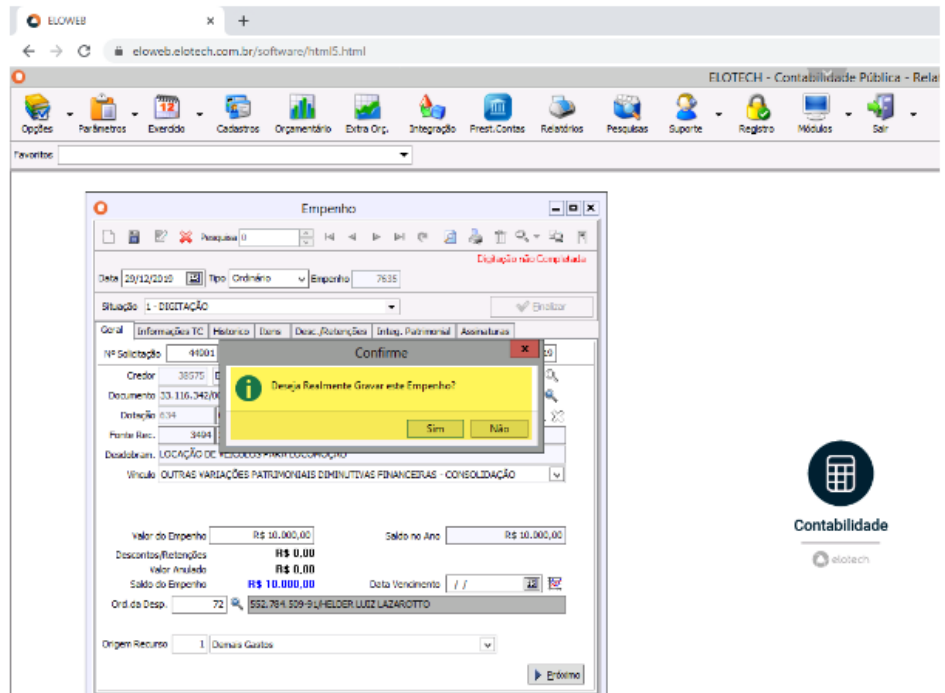 ELOWEB
eloweb.elotech.com.br/software/html5.html
ELOTECH - Contabilidade Pública - Rela
Opções Parâmetros Exercício Cadastros Orçamentário Extra Orç. Integração Prest.Contas Relatórios Pesquisas Suporte Registro Módulos Sair
Favoritos
Empenho
Pesquisa 0
Digitação não Completada
Data 29/12/2019 Tipo Ordinário Empenho 7635
Situação 1 - DIGITAÇÃO Finalizar
Geral Informações TC Historico Itens Desc./Retenções Integ. Patrimonial Assinaturas
Nº Solicitação 44001 Confirme
Credor 38575
Deseja Realmente Gravar este Empenho?
Documento 33.116.342/00
Dotação 634
Sim Não
Fonte Rec. 3494
Desdobram. LOCAÇÃO DE VEÍCULOS PARA LOCOMOÇÃO
Vínculo OUTRAS VARIAÇÕES PATRIMONIAIS DIMINUTIVAS FINANCEIRAS - CONSOLIDAÇÃO
Valor do Empenho R$ 10.000,00 Saldo no Ano R$ 10.000,00
Descontos/Retenções R$ 0,00
Valor Anulado R$ 0,00
Saldo do Empenho R$ 10.000,00 Data Vencimento / /
Ord.da Desp. 72 552.784.509-91/HELDER LUIZ LAZAROTTO
Origem Recurso 1 Demais Gastos
Próximo
Contabilidade
elotech